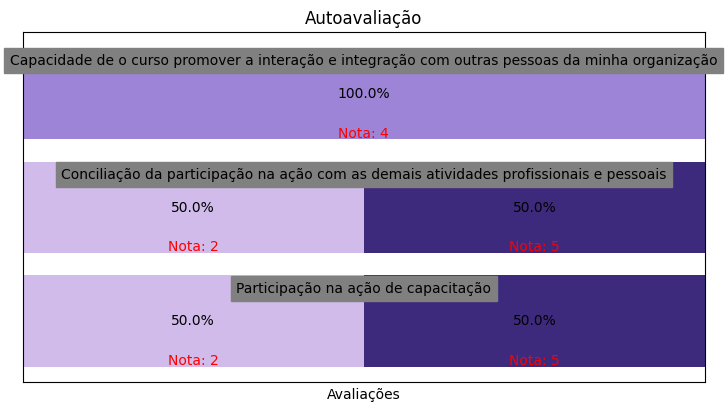 Autoavaliação
Capacidade de o curso promover a interação e integração com outras pessoas da minha organização
100.0%
Nota: 4
Conciliação da participação na ação com as demais atividades profissionais e pessoais
50.0% 50.0%
Nota: 2 Nota: 5
Participação na ação de capacitação
50.0% 50.0%
Nota: 2 Nota: 5
Avaliações